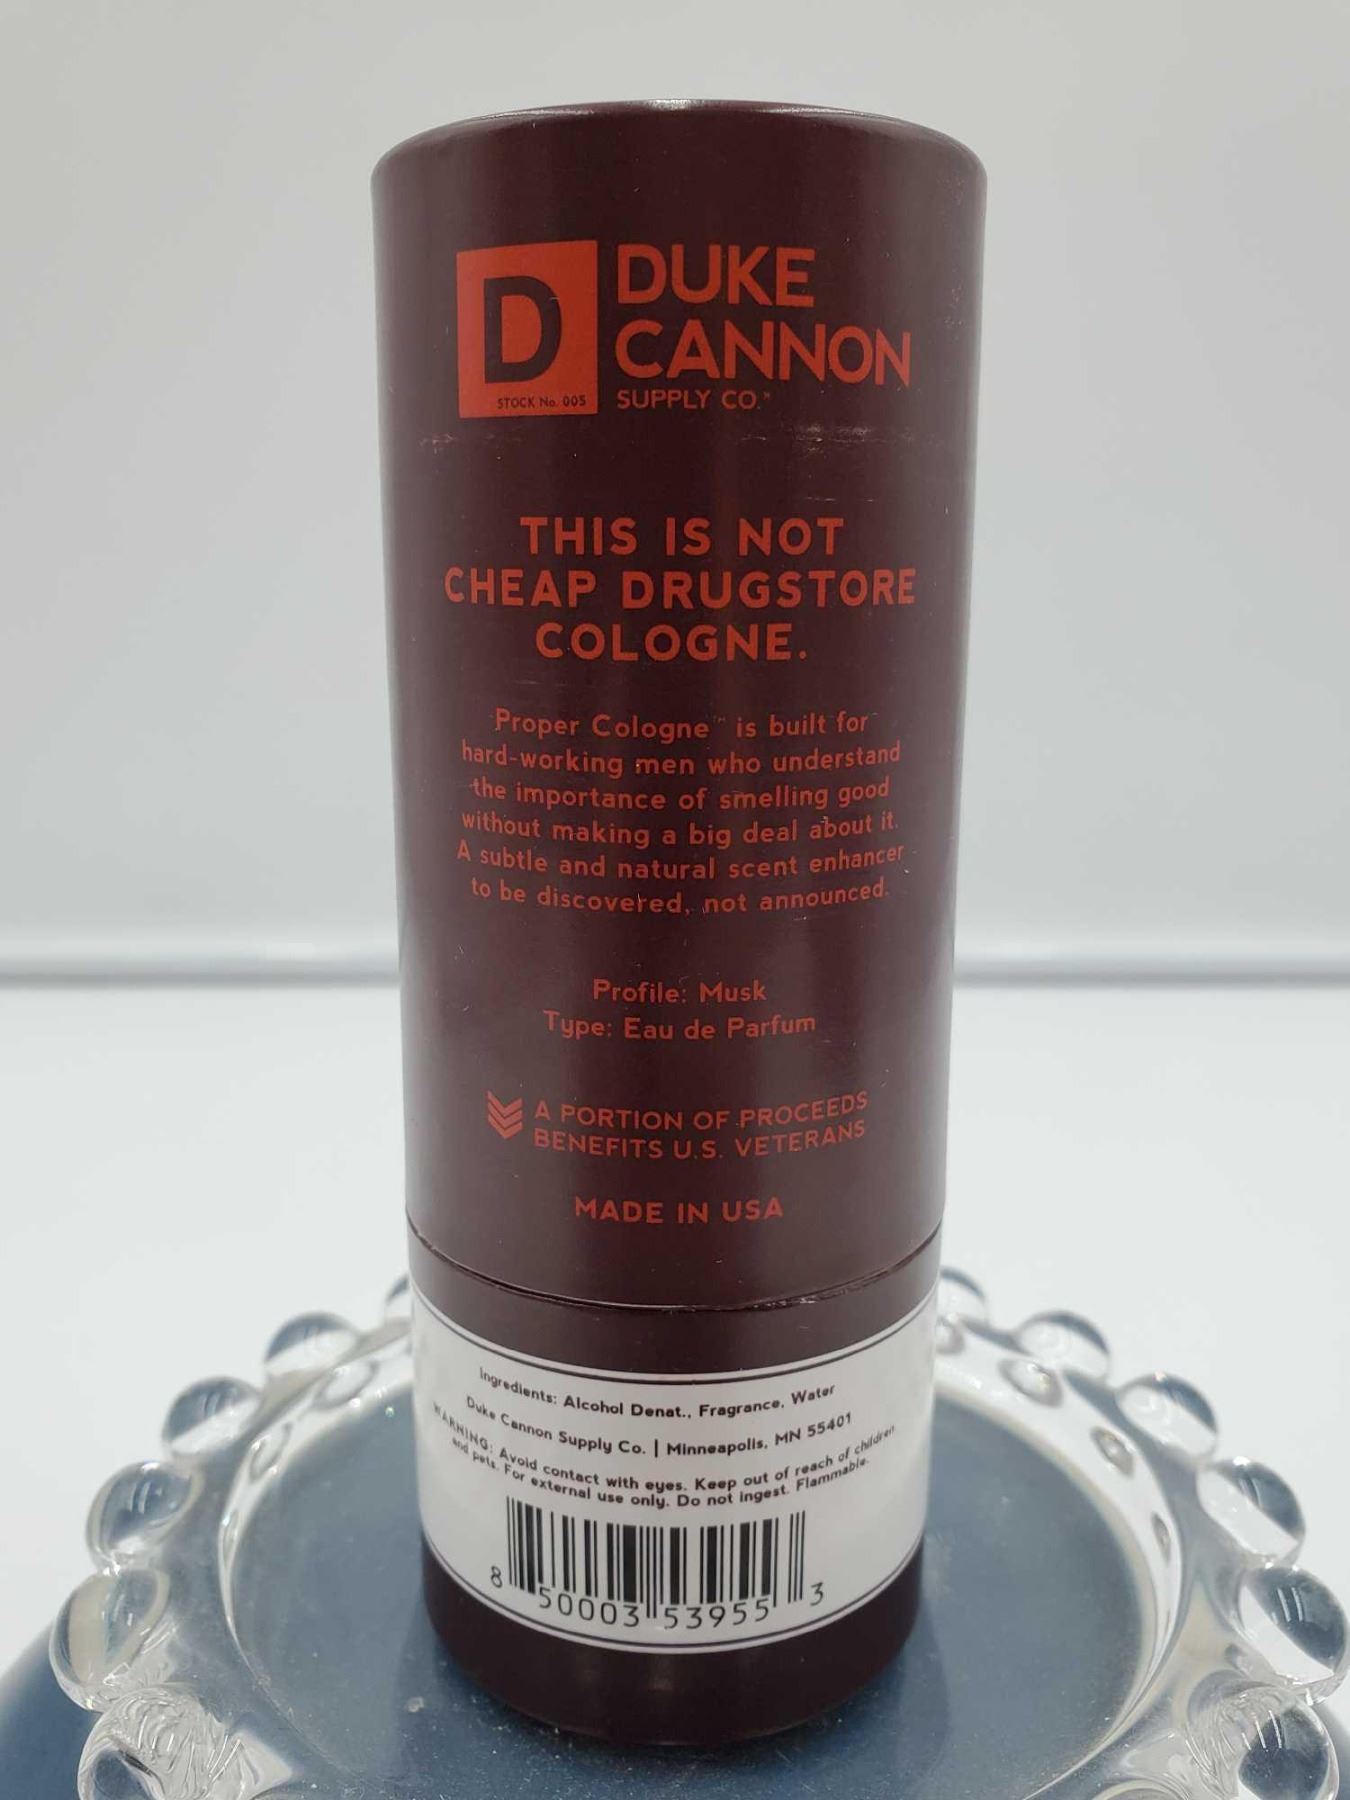 D
STOCK No. 005
DUKE
CANNON
SUPPLY CO.™
THIS IS NOT
CHEAP DRUGSTORE
COLOGNE.
Proper Cologne™ is built for
hard-working men who understand
the importance of smelling good
without making a big deal about it.
A subtle and natural scent enhancer
to be discovered, not announced.
Profile: Musk
Type: Eau de Parfum
A PORTION OF PROCEEDS
BENEFITS U.S. VETERANS
MADE IN USA
Ingredients: Alcohol Denat., Fragrance, Water
Duke Cannon Supply Co. | Minneapolis, MN 55401
WARNING: Avoid contact with eyes. Keep out of reach of children
and pets. For external use only. Do not ingest. Flammable.
8 50003 53955 3